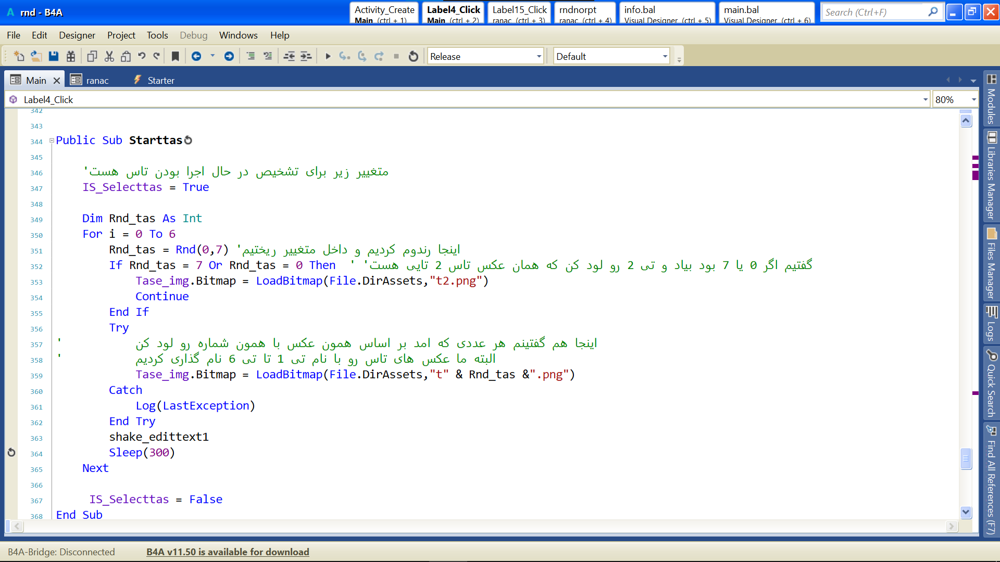 rnd - B4A
Activity_Create
Main (ctrl + 1)
Label4_Click
Main (ctrl + 2)
Label15_Click
ranac (ctrl + 3)
rndnorpt
ranac (ctrl + 4)
info.bal
Visual Designer (ctrl + 5)
main.bal
Visual Designer (ctrl + 6)
Search (Ctrl+F)
File Edit Designer Project Tools Debug Windows Help
Release
Default
Main
ranac
Starter
Label4_Click
80%
342
343
344 Public Sub Starttas
345
346 'متغییر زیر برای تشخیص در حال اجرا بودن تاس هست
347 IS_Selecttas = True
348
349 Dim Rnd_tas As Int
350 For i = 0 To 6
351 Rnd_tas = Rnd(0,7) 'اینجا رندوم کردیم و داخل متغییر ریختیم
352 If Rnd_tas = 7 Or Rnd_tas = 0 Then ' 'گفتیم اگر 0 یا 7 بود بیاد و تی 2 رو لود کن که همان عکس تاس 2 تایی هست
353 Tase_img.Bitmap = LoadBitmap(File.DirAssets,"t2.png")
354 Continue
355 End If
356 Try
357 ' اینجا هم گفتینم هر عددی که امد بر اساس همون عکس با همون شماره رو لود کن
358 ' البته ما عکس های تاس رو با نام تی 1 تا تی 6 نام گذاری کردیم
359 Tase_img.Bitmap = LoadBitmap(File.DirAssets,"t" & Rnd_tas &".png")
360 Catch
361 Log(LastException)
362 End Try
363 shake_edittext1
364 Sleep(300)
365 Next
366
367 IS_Selecttas = False
368 End Sub
Modules
Libraries Manager
Files Manager
Logs
Quick Search
Find All References (F7)
B4A-Bridge: Disconnected
B4A v11.50 is available for download